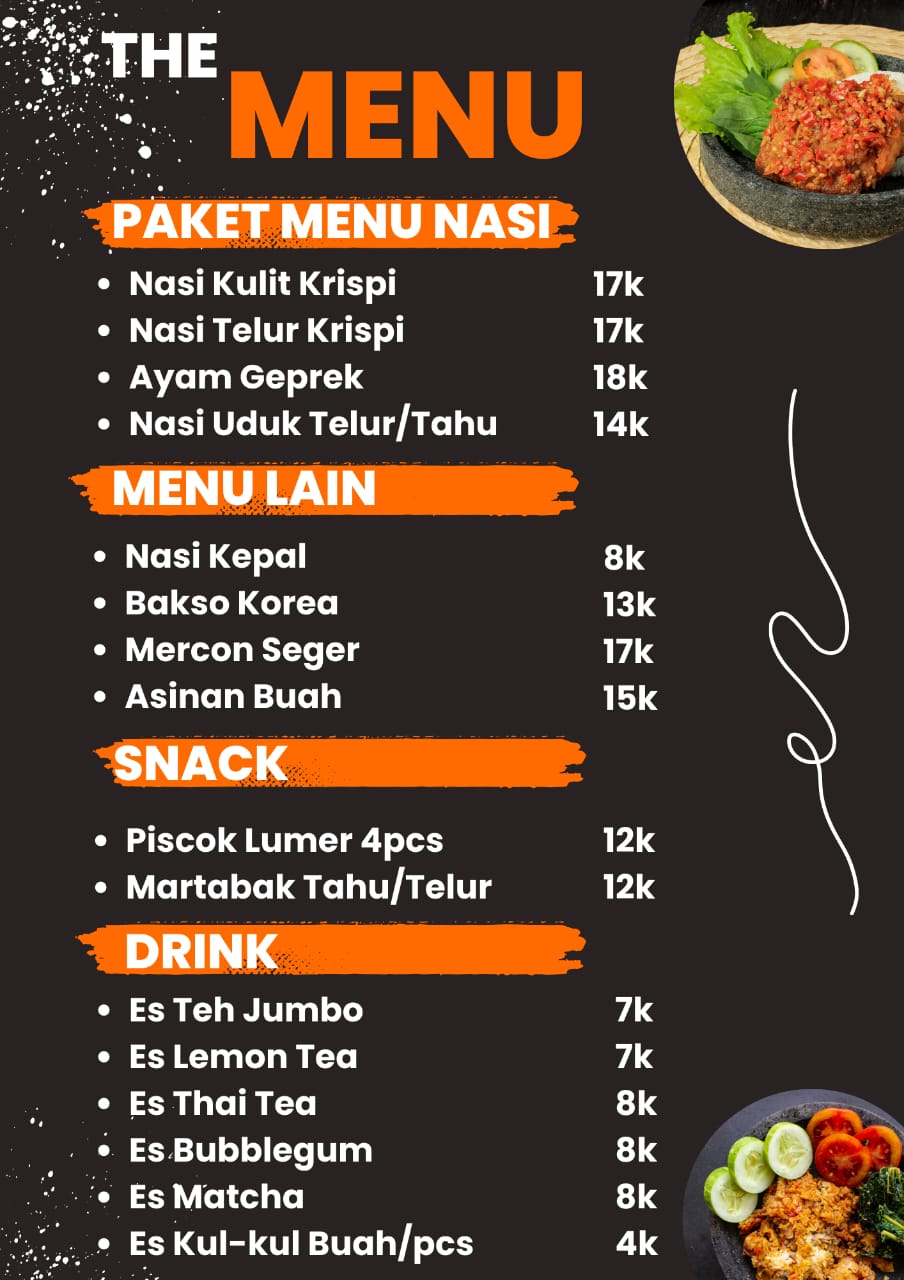 THE
MENU
PAKET MENU NASI
• Nasi Kulit Krispi 17k
• Nasi Telur Krispi 17k
• Ayam Geprek 18k
• Nasi Uduk Telur/Tahu 14k
MENU LAIN
• Nasi Kepal 8k
• Bakso Korea 13k
• Mercon Seger 17k
• Asinan Buah 15k
SNACK
• Piscok Lumer 4pcs 12k
• Martabak Tahu/Telur 12k
DRINK
• Es Teh Jumbo 7k
• Es Lemon Tea 7k
• Es Thai Tea 8k
• Es Bubblegum 8k
• Es Matcha 8k
• Es Kul-kul Buah/pcs 4k